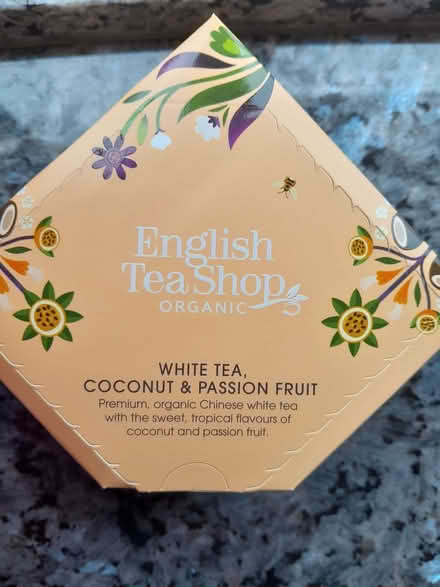 English
Tea Shop
ORGANIC
WHITE TEA,
COCONUT & PASSION FRUIT
Premium, organic Chinese white tea
with the sweet, tropical flavours of
coconut and passion fruit.